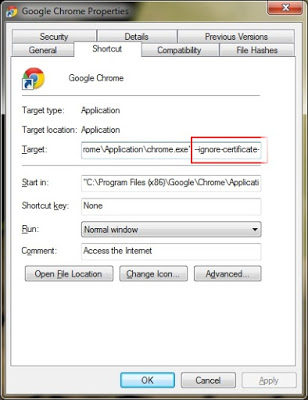 Google Chrome Properties
Security Details Previous Versions
General Shortcut Compatibility File Hashes
Google Chrome
Target type: Application
Target location: Application
Target: rome\Application\chrome.exe" --ignore-certificate-
Start in: "C:\Program Files (x86)\Google\Chrome\Applicati
Shortcut key: None
Run: Normal window
Comment: Access the Internet
Open File Location Change Icon... Advanced...
OK Cancel Apply